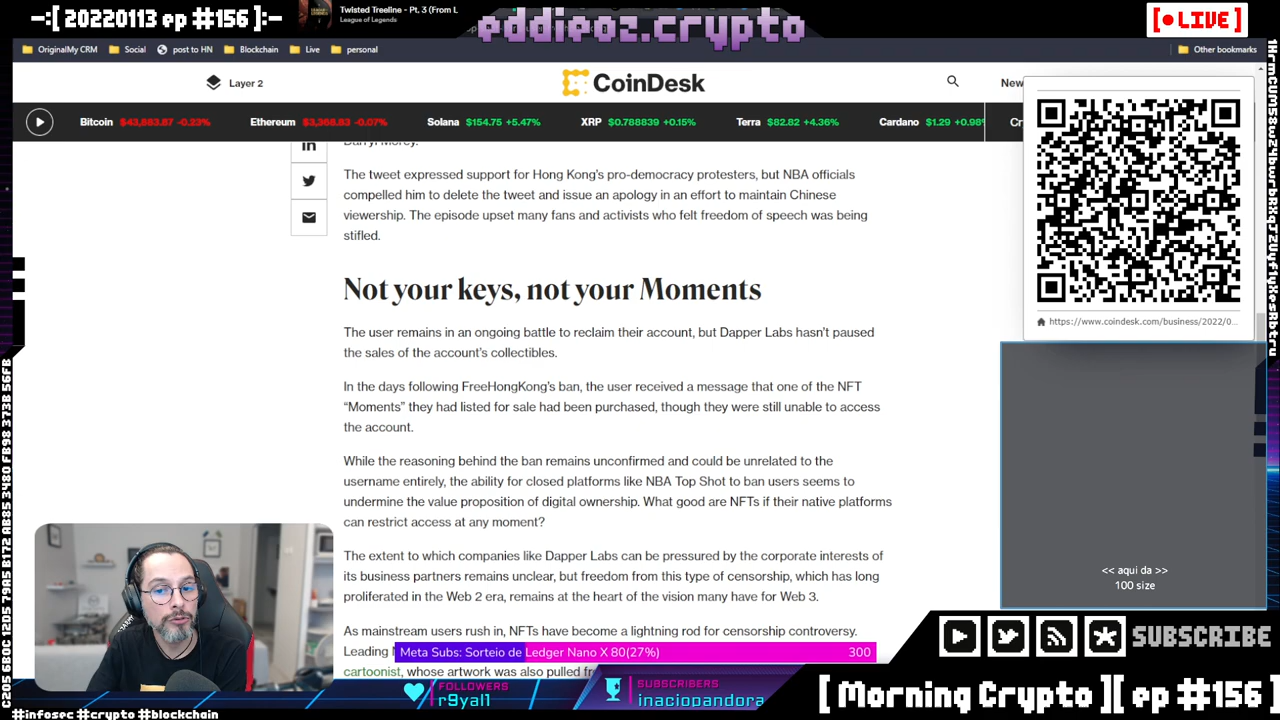 -:[ 20220113 ep #156 ]:-
Twisted Treeline - Pt. 3 (From L
League of Legends
eddieoz.crypto
[● LIVE]
OriginalMy CRM
Social
post to HN
Blockchain
Live
personal
Other bookmarks
Layer 2
CoinDesk
New
Bitcoin $43,883.87 -0.23%
Ethereum $3,368.83 -0.07%
Solana $154.75 +5.47%
XRP $0.788839 +0.15%
Terra $82.82 +4.36%
Cardano $1.29 +0.98%
Cr
Darryl Morey.
The tweet expressed support for Hong Kong's pro-democracy protesters, but NBA officials
compelled him to delete the tweet and issue an apology in an effort to maintain Chinese
viewership. The episode upset many fans and activists who felt freedom of speech was being
stifled.
https://www.coindesk.com/business/2022/0...
Not your keys, not your Moments
The user remains in an ongoing battle to reclaim their account, but Dapper Labs hasn't paused
the sales of the account's collectibles.
In the days following FreeHongKong's ban, the user received a message that one of the NFT
“Moments” they had listed for sale had been purchased, though they were still unable to access
the account.
While the reasoning behind the ban remains unconfirmed and could be unrelated to the
username entirely, the ability for closed platforms like NBA Top Shot to ban users seems to
undermine the value proposition of digital ownership. What good are NFTs if their native platforms
can restrict access at any moment?
The extent to which companies like Dapper Labs can be pressured by the corporate interests of
its business partners remains unclear, but freedom from this type of censorship, which has long
proliferated in the Web 2 era, remains at the heart of the vision many have for Web 3.
As mainstream users rush in, NFTs have become a lightning rod for censorship controversy.
Leading
cartoonist, whose artwork was also pulled
<< aqui da >>
100 size
Meta Subs: Sorteio de Ledger Nano X 80(27%)
300
FOLLOWERS
r9yal1
SUBSCRIBERS
inaciopandora
SUBSCRIBE
[ Morning Crypto ][ ep #156 ]
#infosec #crypto #blockchain